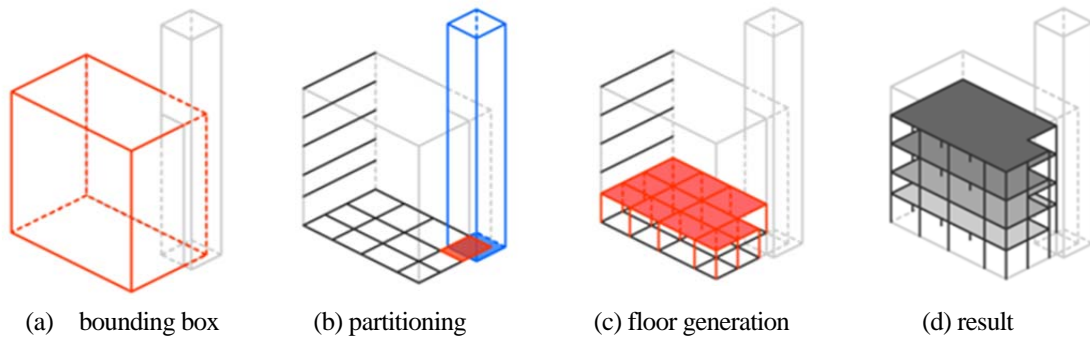 (a) bounding box (b) partitioning (c) floor generation (d) result